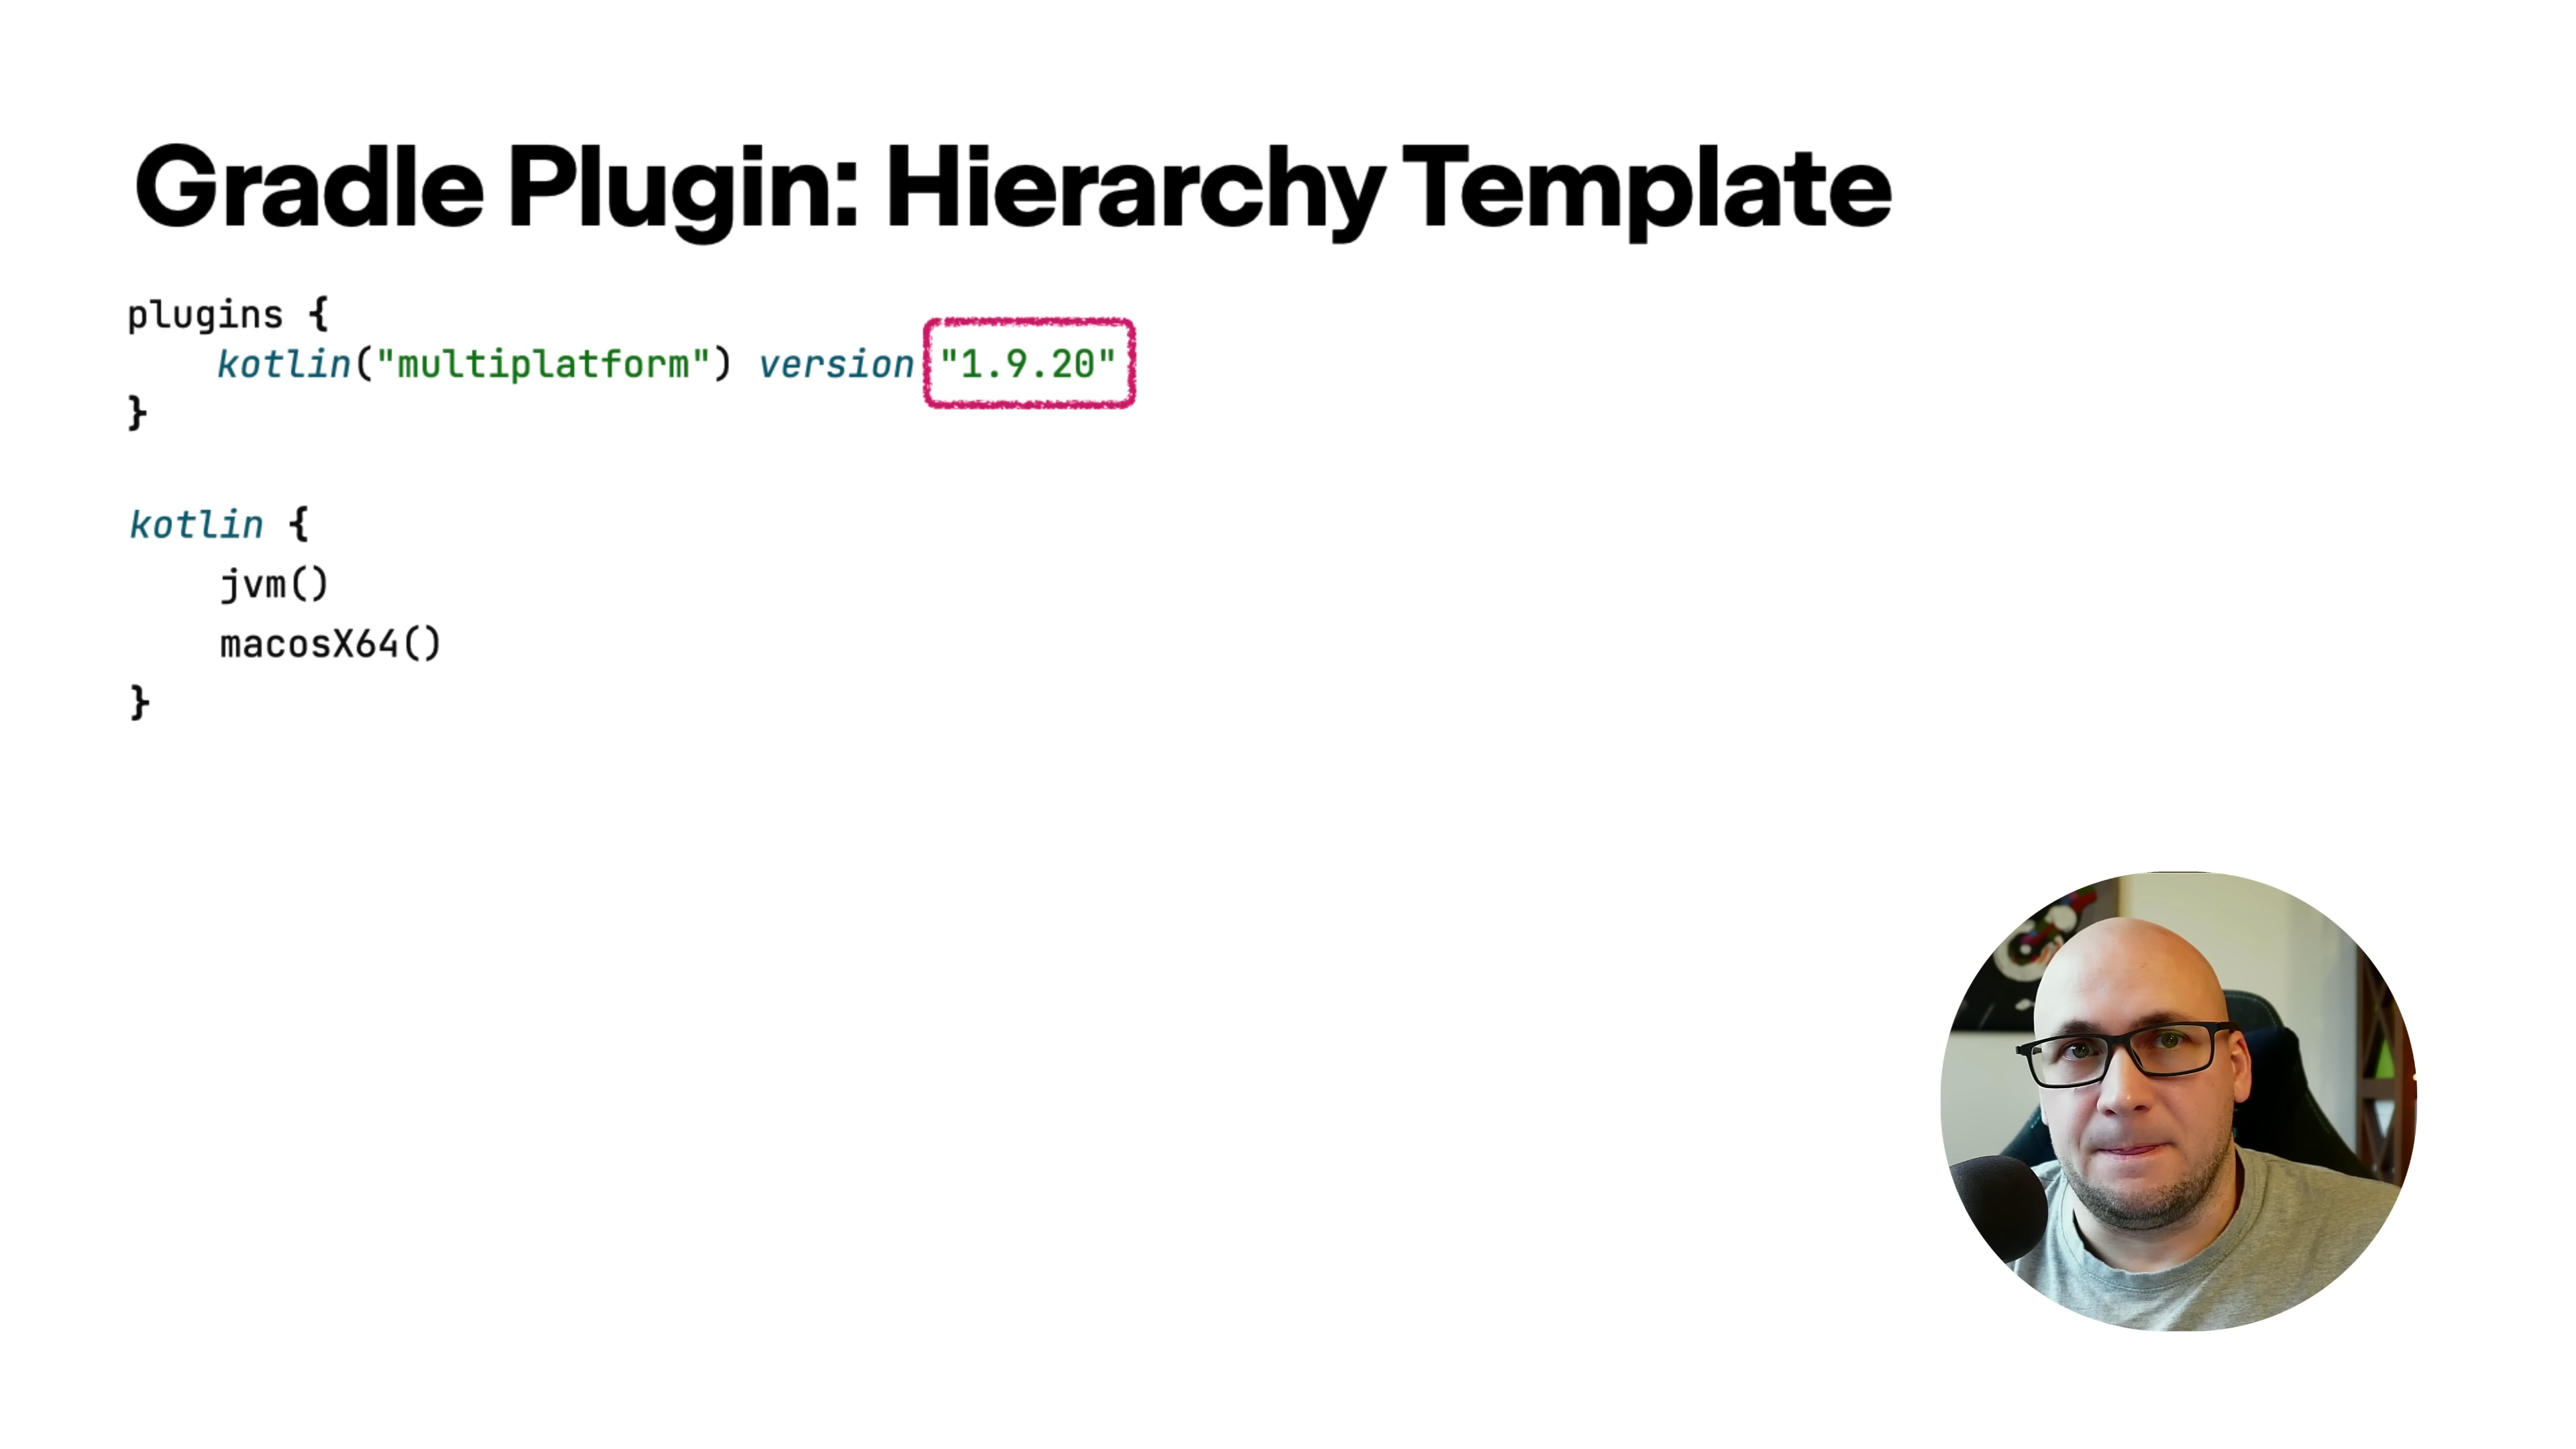 Gradle Plugin: Hierarchy Template
plugins {
kotlin("multiplatform") version "1.9.20"
}
kotlin {
jvm()
macosX64()
}